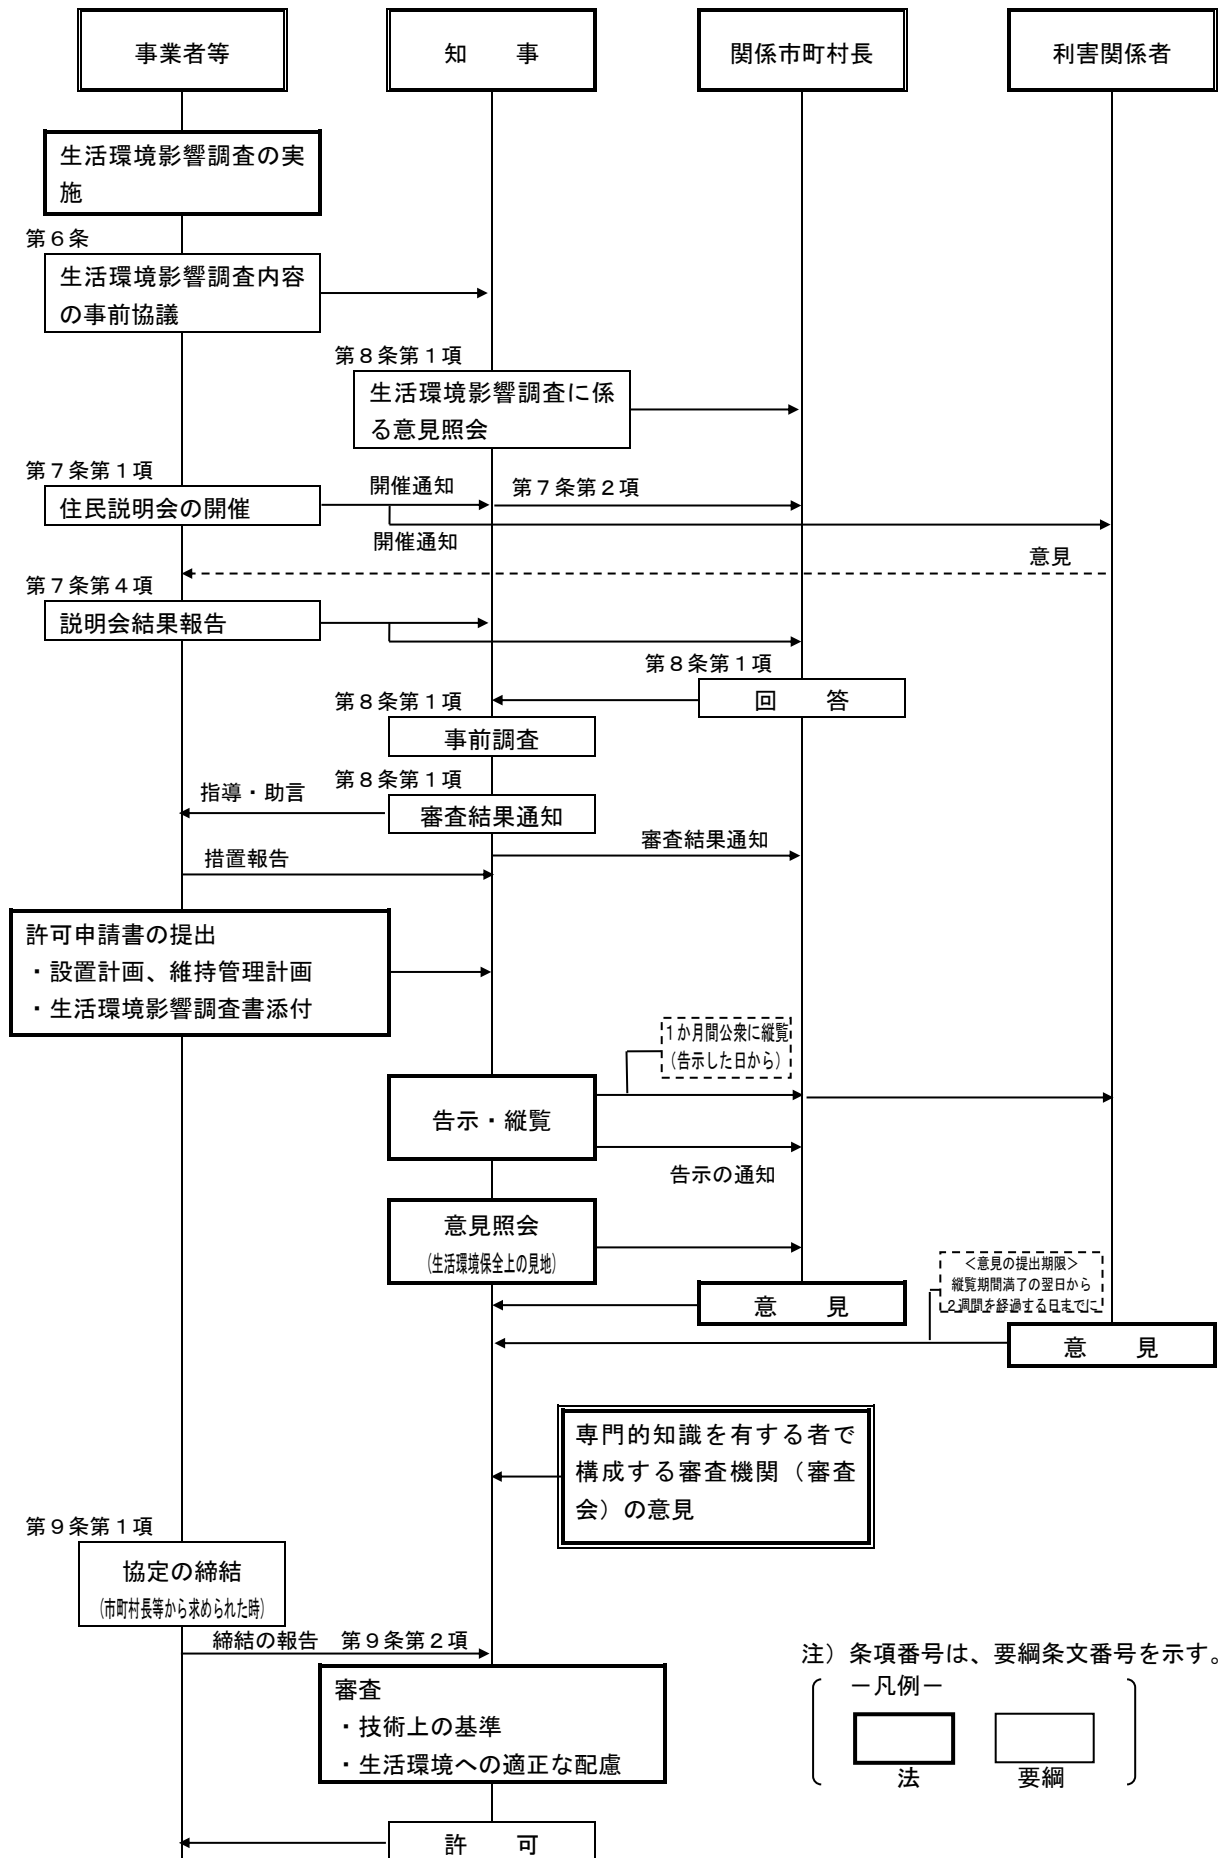 事業者等
知　　事
関係市町村長
利害関係者
生活環境影響調査の実
施
第６条
生活環境影響調査内容
の事前協議
第８条第１項
生活環境影響調査に係
る意見照会
第７条第１項
住民説明会の開催
開催通知
第７条第２項
開催通知
意見
第７条第４項
説明会結果報告
第８条第１項
回　　答
第８条第１項
事前調査
第８条第１項
指導・助言
審査結果通知
審査結果通知
措置報告
許可申請書の提出
・設置計画、維持管理計画
・生活環境影響調査書添付
１か月間公衆に縦覧
（告示した日から）
告示・縦覧
告示の通知
意見照会
（生活環境保全上の見地）
＜意見の提出期限＞
縦覧期間満了の翌日から
２週間を経過する日までに
意　　見
意　　見
専門的知識を有する者で
構成する審査機関（審査
会）の意見
第９条第１項
協定の締結
（市町村長等から求められた時）
締結の報告　第９条第２項
審査
・技術上の基準
・生活環境への適正な配慮
注）条項番号は、要綱条文番号を示す。
－凡例－
法
要綱
許　　可